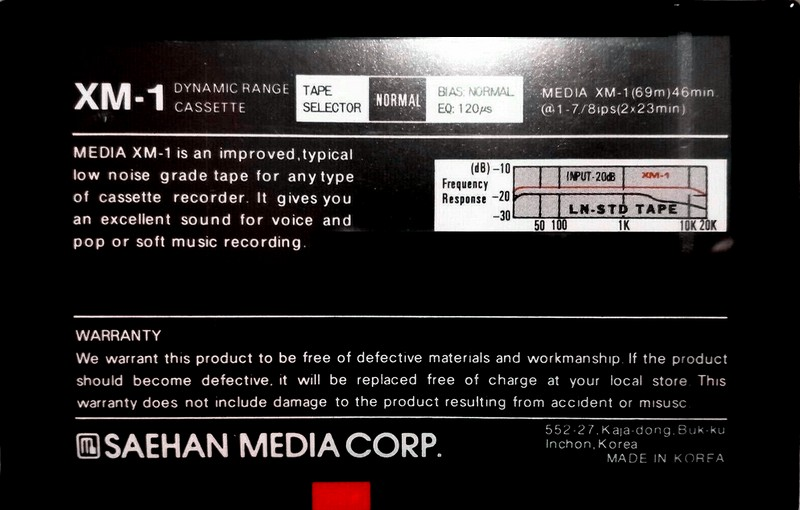 XM-1 DYNAMIC RANGE CASSETTE
TAPE SELECTOR NORMAL BIAS: NORMAL EQ: 120µs
MEDIA XM-1(69m)46min.
(@1-7/8ips(2x23min)
MEDIA XM-1 is an improved, typical
low noise grade tape for any type
of cassette recorder. It gives you
an excellent sound for voice and
pop or soft music recording.
(dB) -10
Frequency
Response -20
-30
INPUT-20dB XM-1
LN-STD TAPE
50 100 1K 10K 20K
WARRANTY
We warrant this product to be free of defective materials and workmanship. If the product
should become defective, it will be replaced free of charge at your local store. This
warranty does not include damage to the product resulting from accident or misusc
SAEHAN MEDIA CORP.
552-27, Kaja-dong, Buk-ku
Inchon, Korea
MADE IN KOREA